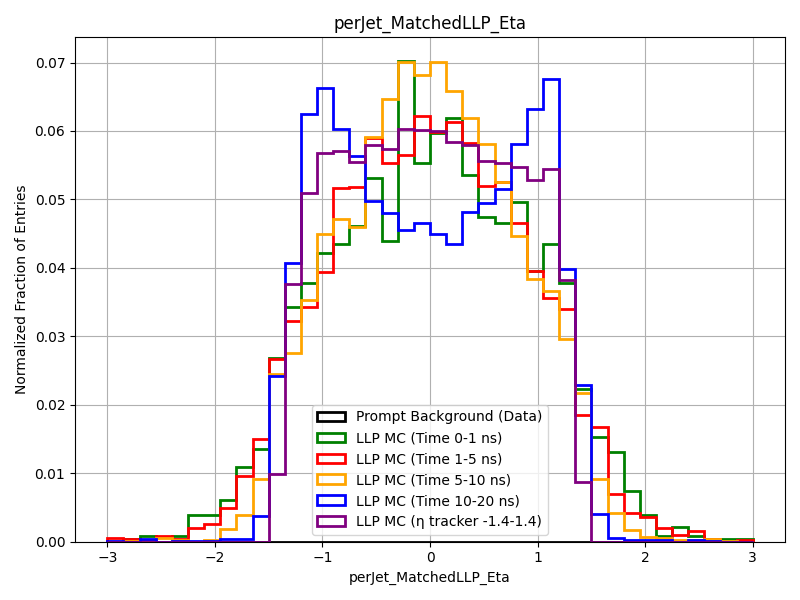 perJet_MatchedLLP_Eta
Normalized Fraction of Entries
0.07
0.06
0.05
0.04
0.03
0.02
0.01
0.00
Prompt Background (Data)
LLP MC (Time 0-1 ns)
LLP MC (Time 1-5 ns)
LLP MC (Time 5-10 ns)
LLP MC (Time 10-20 ns)
LLP MC (η tracker -1.4-1.4)
−3 −2 −1 0 1 2 3
perJet_MatchedLLP_Eta